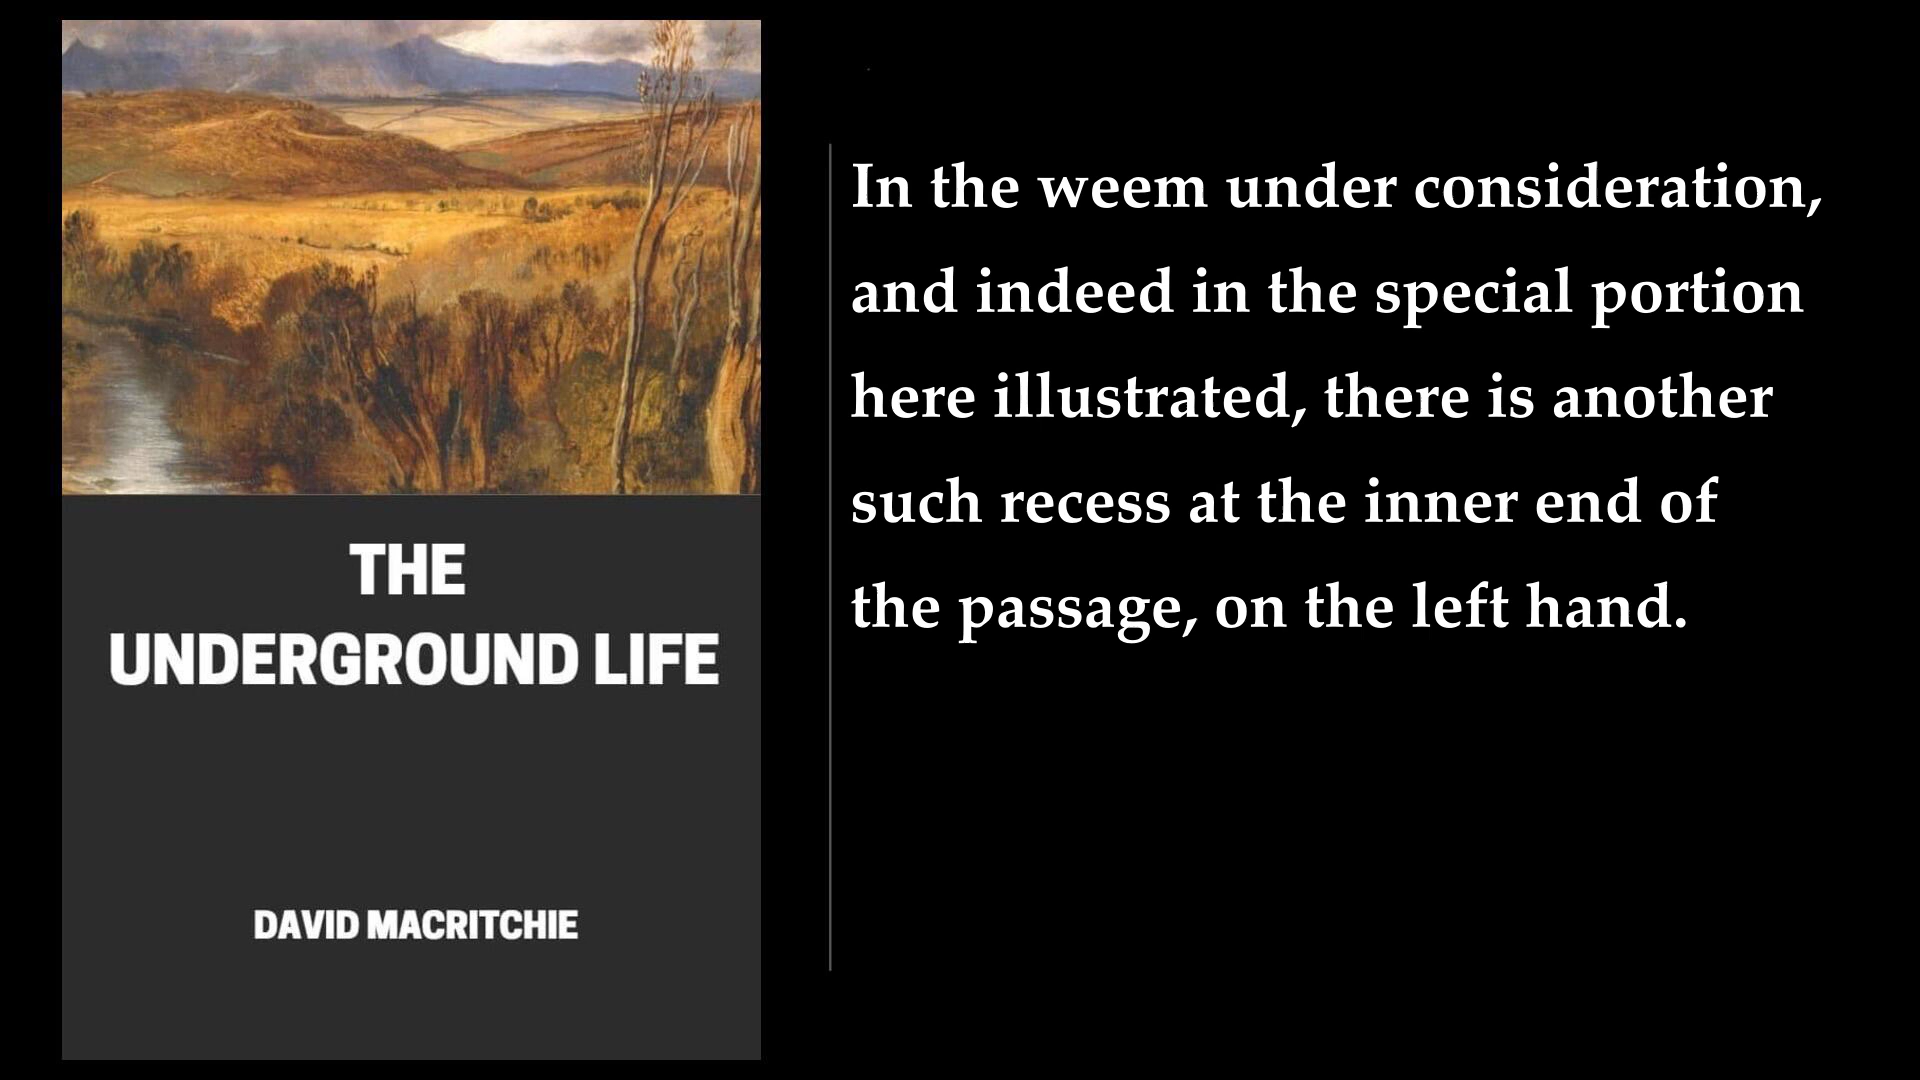 THE
UNDERGROUND LIFE
DAVID MACRITCHIE
In the weem under consideration,
and indeed in the special portion
here illustrated, there is another
such recess at the inner end of
the passage, on the left hand.